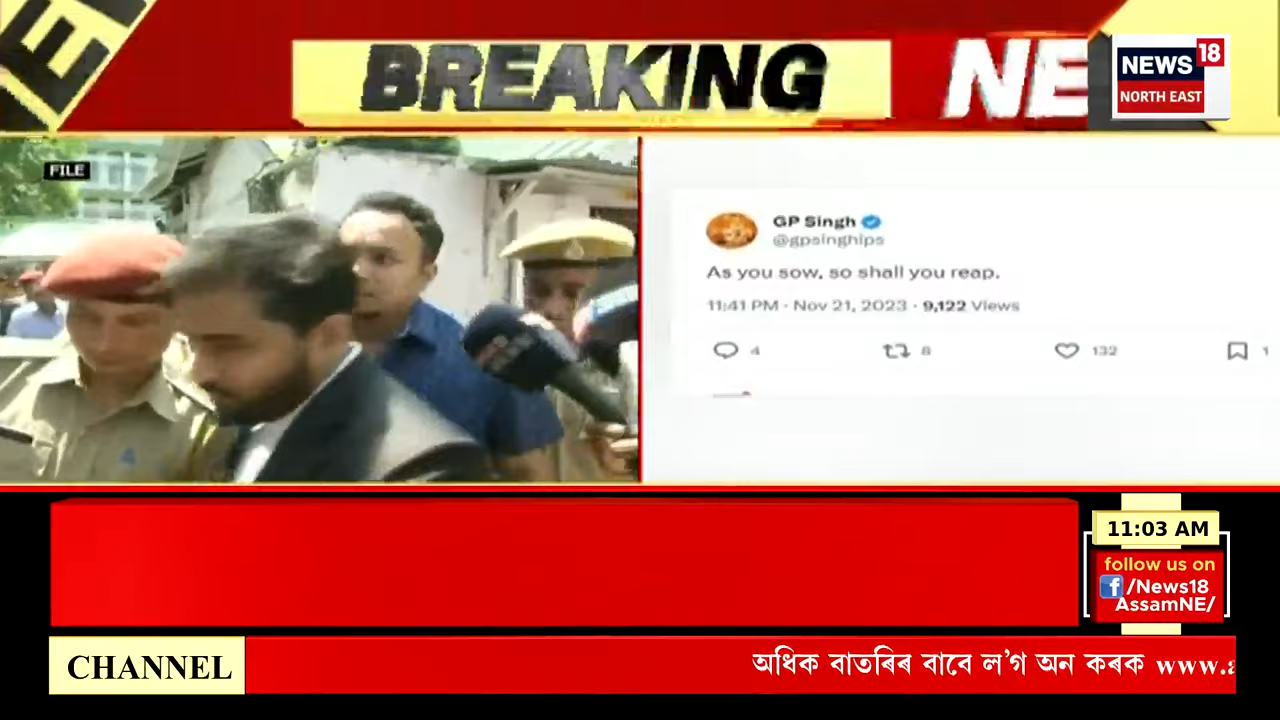 BREAKING NE
NEWS 18
NORTH EAST
FILE
GP Singh
@gpsinghips
As you sow, so shall you reap.
11:41 PM · Nov 21, 2023 · 9,122 Views
4 8 132 1
11:03 AM
follow us on
f/News18
AssamNE/
CHANNEL
অধিক বাতৰিৰ বাবে ল'গ অন কৰক www.a